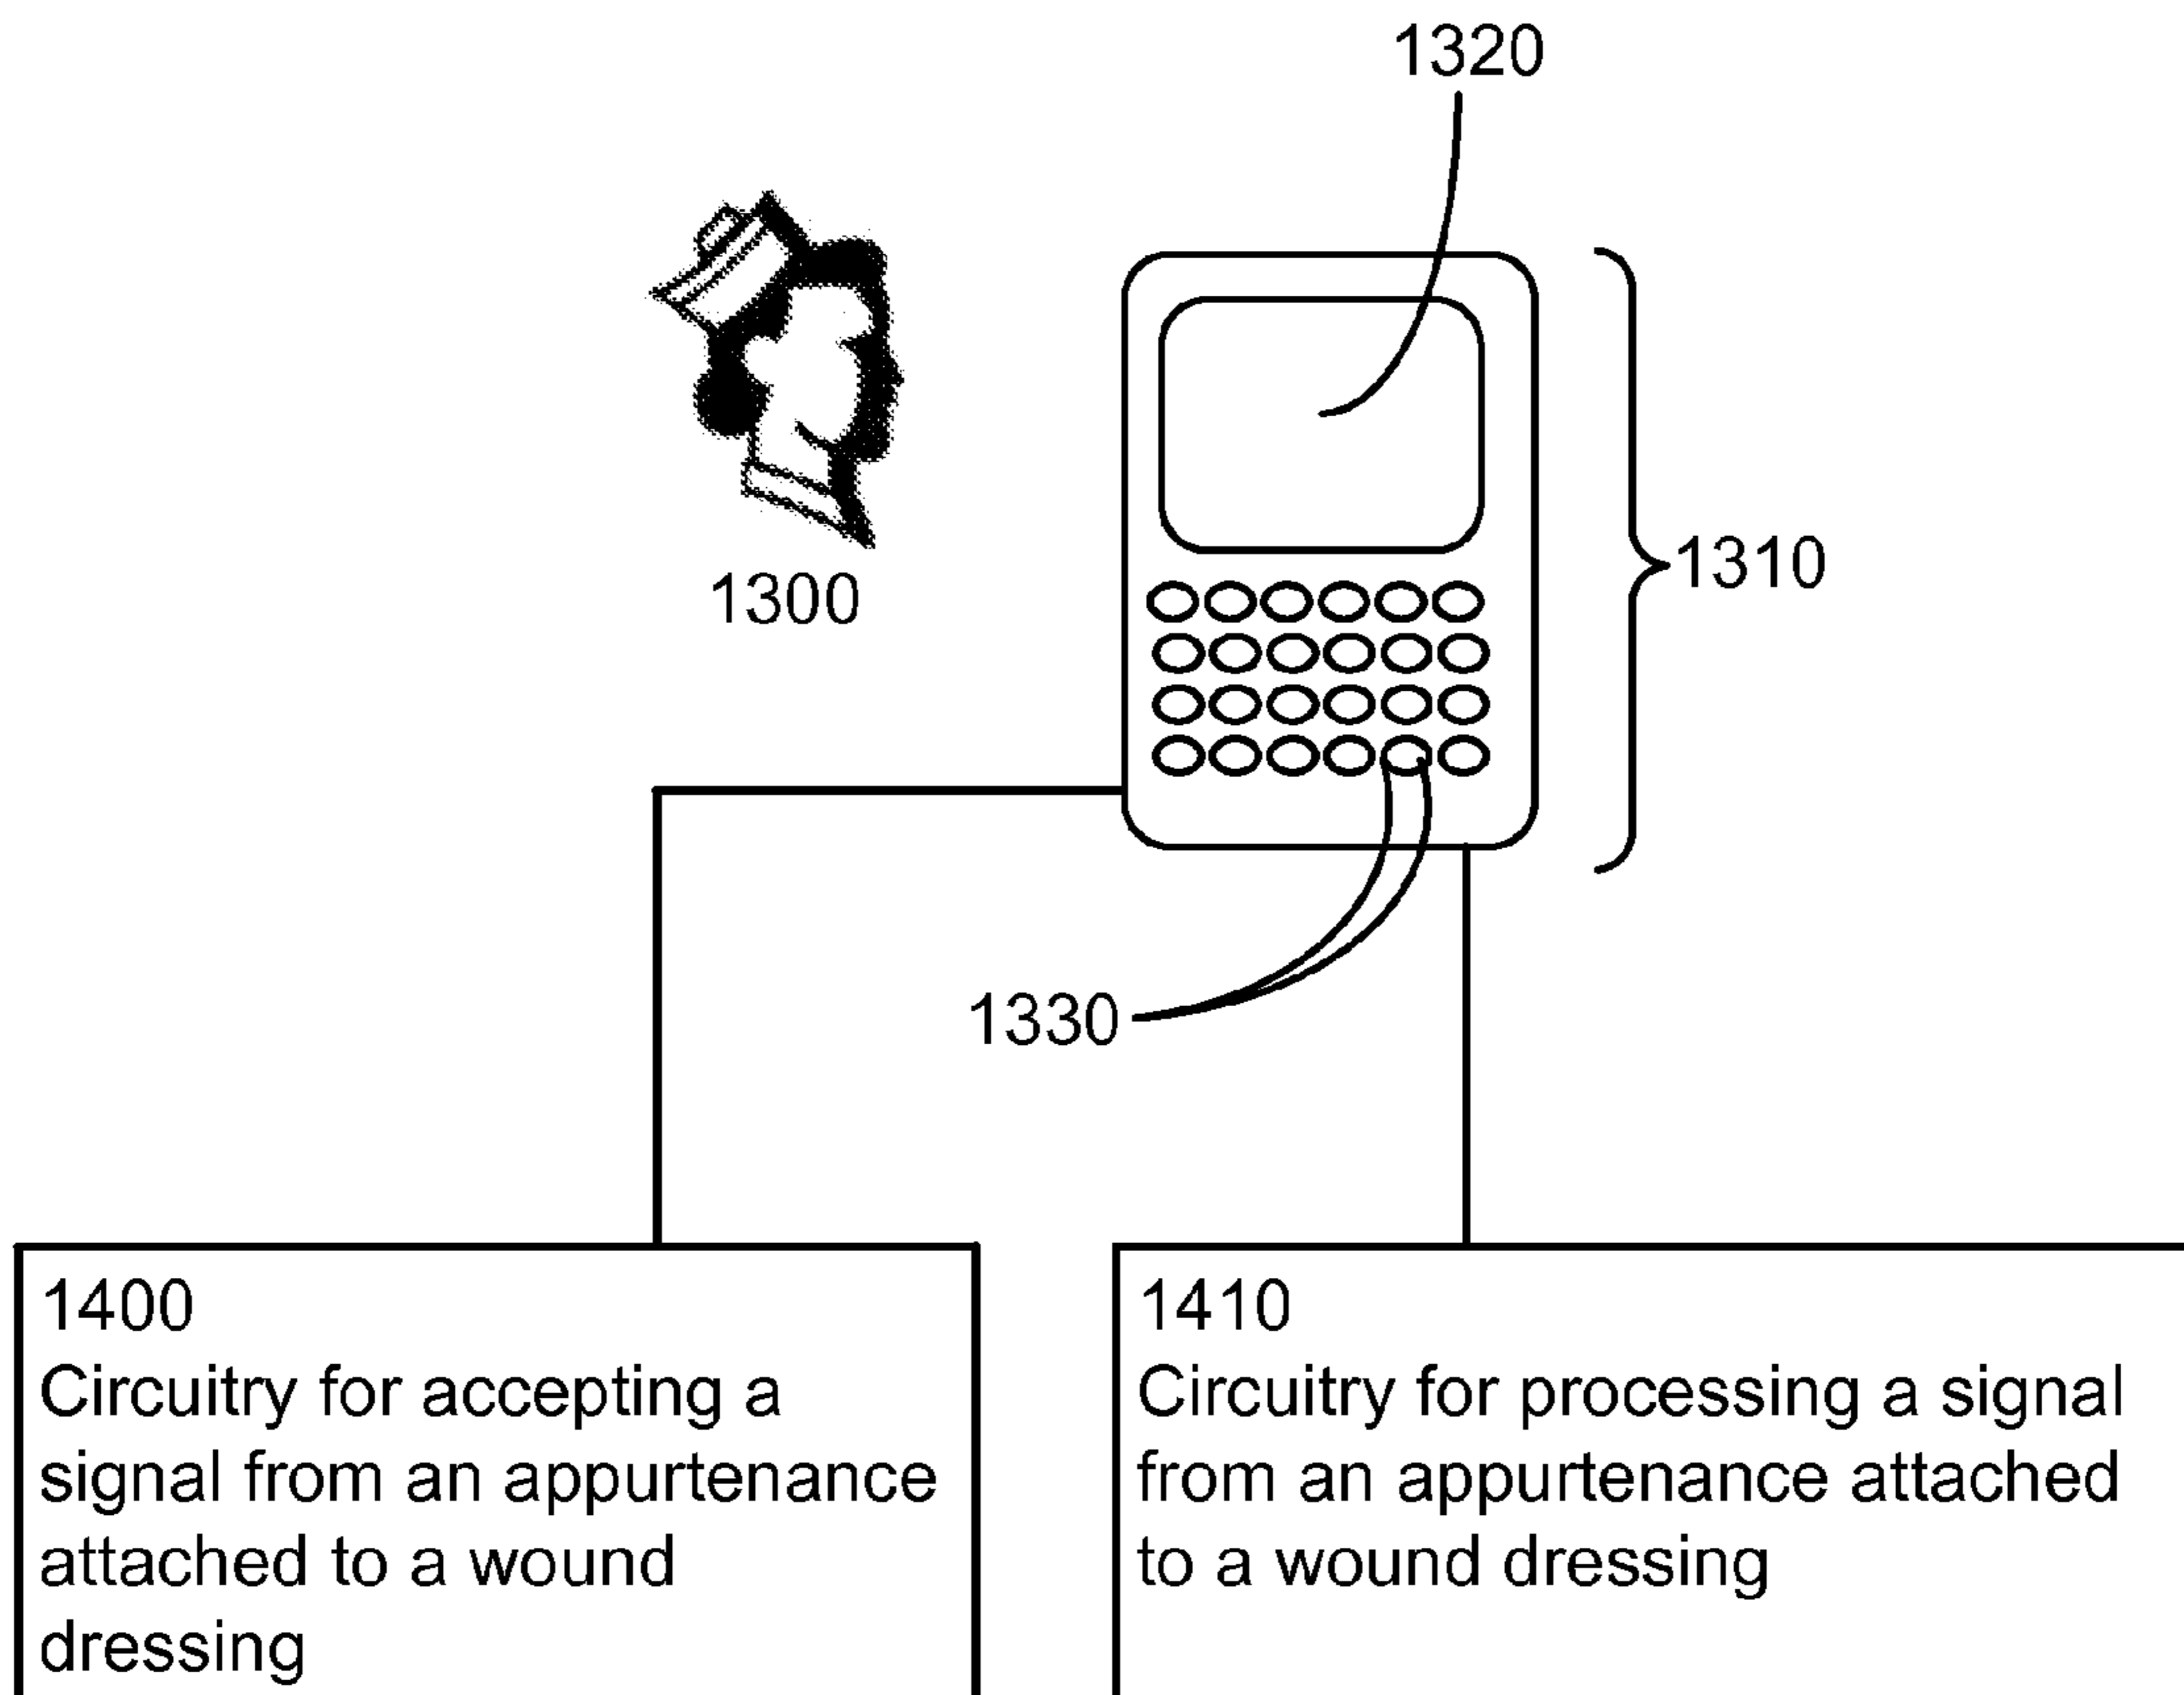 1320
1310
1300
1330
1400
Circuitry for accepting a
signal from an appurtenance
attached to a wound
dressing
1410
Circuitry for processing a signal
from an appurtenance attached
to a wound dressing